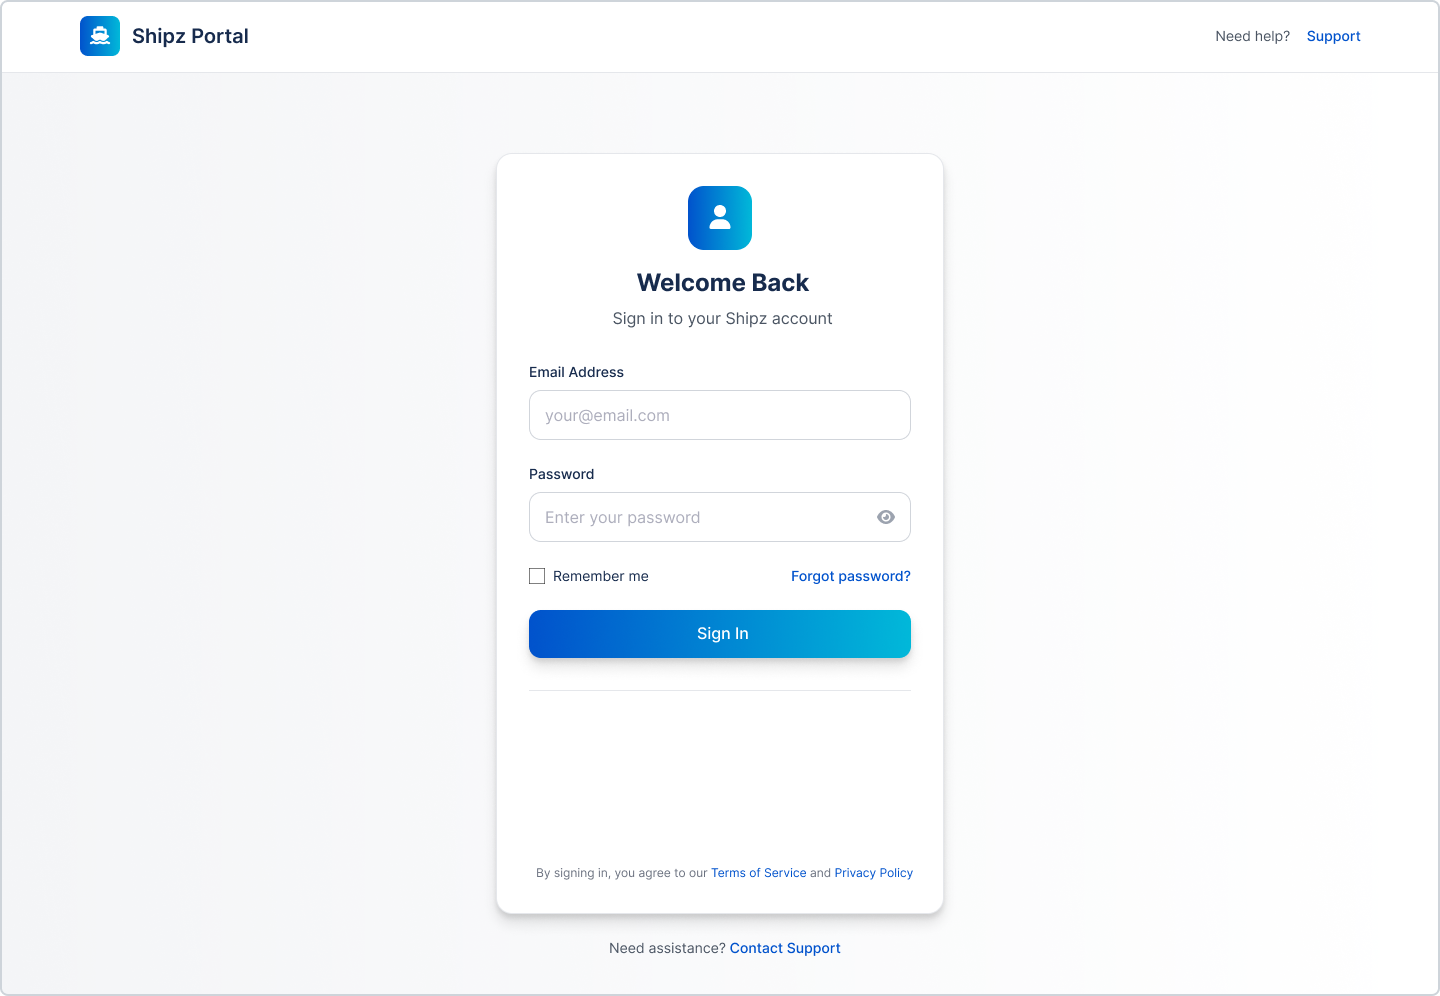 Shipz Portal
Need help? Support
Welcome Back
Sign in to your Shipz account
Email Address
your@email.com
Password
Enter your password
Remember me Forgot password?
Sign In
By signing in, you agree to our Terms of Service and Privacy Policy
Need assistance? Contact Support